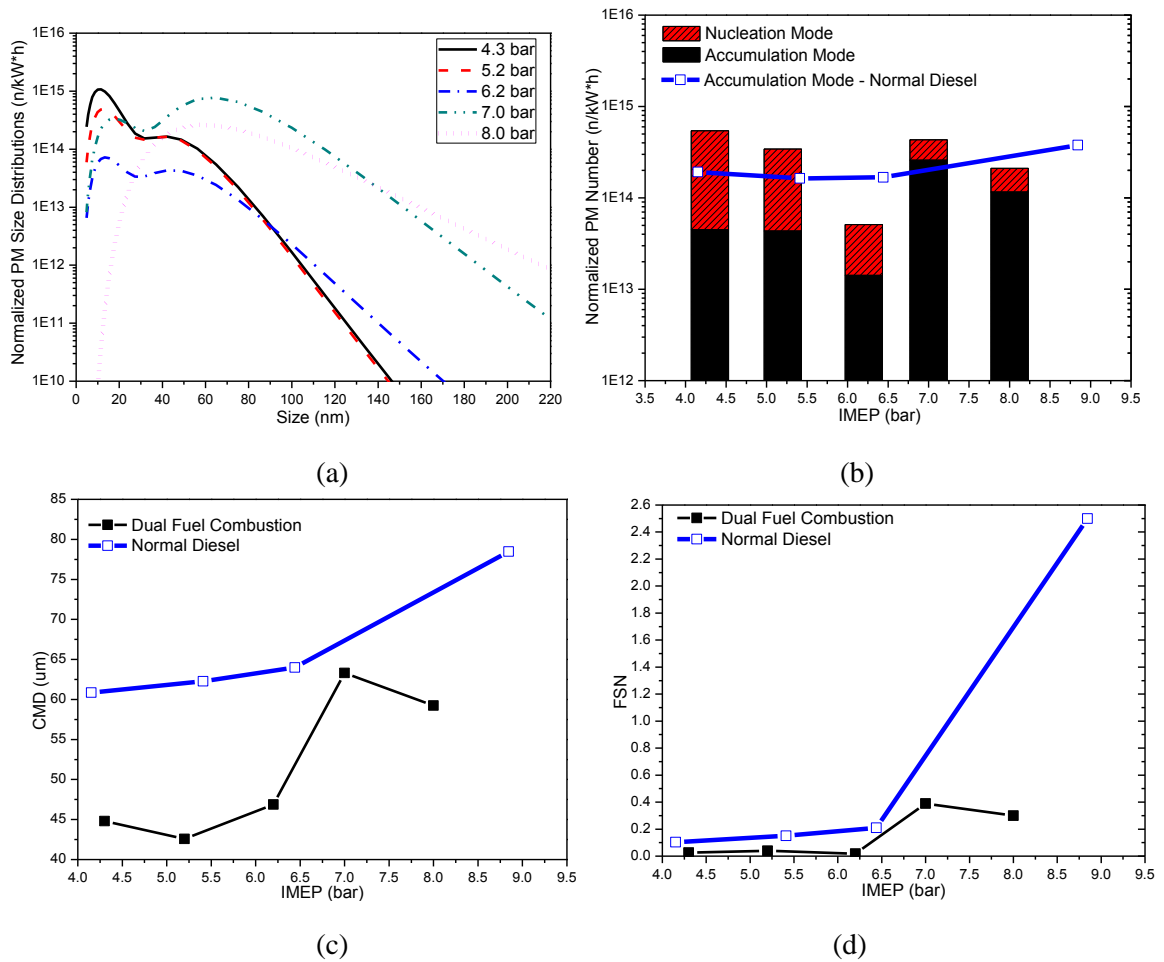 1E16
1E15
1E14
1E13
1E12
1E11
1E10
Normalized PM Size Distributions (n/kW*h)
4.3 bar
5.2 bar
6.2 bar
7.0 bar
8.0 bar
0 20 40 60 80 100 120 140 160 180 200 220
Size (nm)
(a)
1E16
1E15
1E14
1E13
1E12
Normalized PM Number (n/kW*h)
Nucleation Mode
Accumulation Mode
Accumulation Mode - Normal Diesel
3.5 4.0 4.5 5.0 5.5 6.0 6.5 7.0 7.5 8.0 8.5 9.0 9.5
IMEP (bar)
(b)
85
80
75
70
65
60
55
50
45
40
CMD (um)
Dual Fuel Combustion
Normal Diesel
4.0 4.5 5.0 5.5 6.0 6.5 7.0 7.5 8.0 8.5 9.0 9.5
IMEP (bar)
(c)
2.6
2.4
2.2
2.0
1.8
1.6
1.4
1.2
1.0
0.8
0.6
0.4
0.2
0.0
FSN
Dual Fuel Combustion
Normal Diesel
4.0 4.5 5.0 5.5 6.0 6.5 7.0 7.5 8.0 8.5 9.0 9.5
IMEP (bar)
(d)